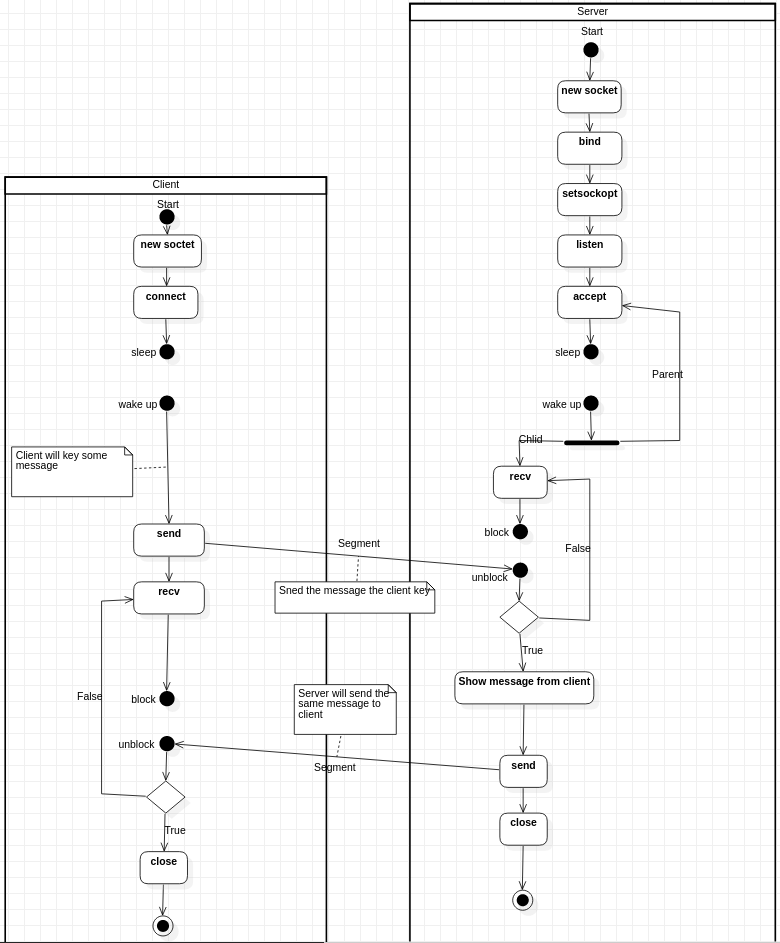 Server
Start
new socket
bind
setsockopt
listen
accept
sleep
Parent
wake up
Chlid
recv
block
False
unblock
True
Show message from client
send
close
Client
Start
new soctet
connect
sleep
wake up
Client will key some
message
send
Segment
Sned the message the client key
recv
False
block
Server will send the
same message to
client
unblock
Segment
True
close